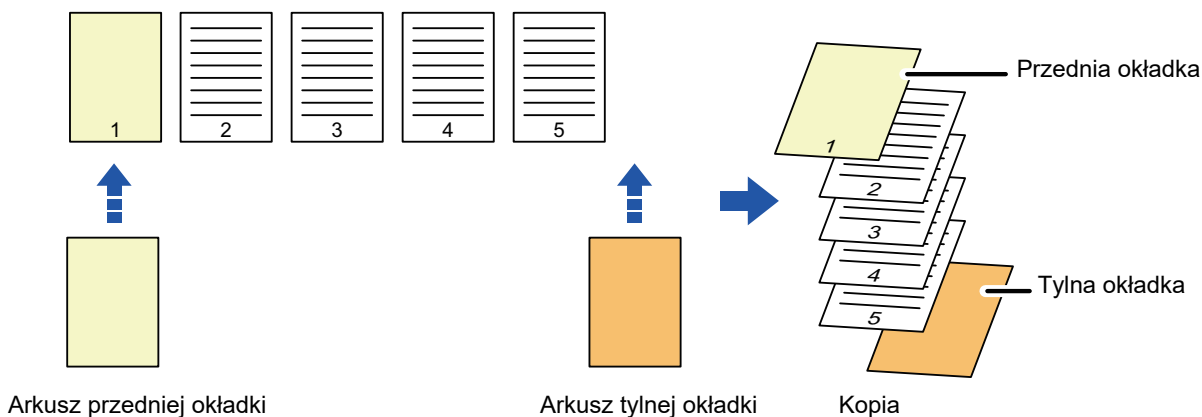 1 2 3 4 5
Przednia okładka
1
2
3
4
5
Tylna okładka
Arkusz przedniej okładki Arkusz tylnej okładki Kopia